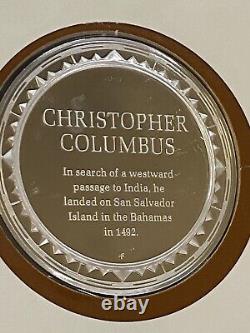 CHRISTOPHER
COLUMBUS
In search of a westward
passage to India, he
landed on San Salvador
Island in the Bahamas
in 1492.
ebay